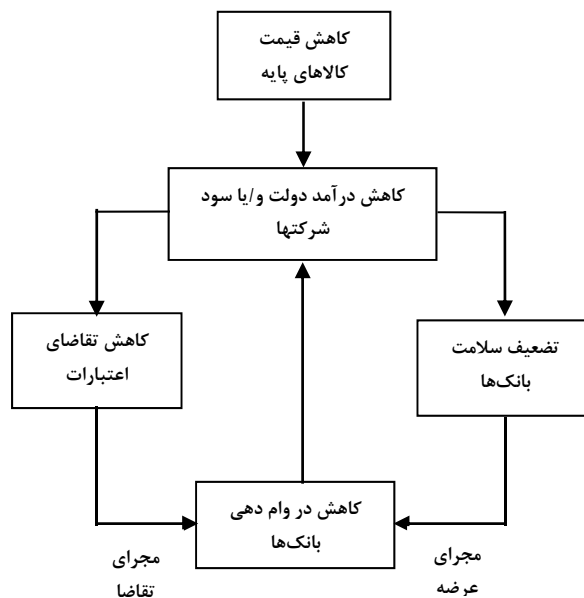 کاهش قیمت
کالاهای پایه
کاهش درآمد دولت و/یا سود
شرکتها
کاهش تقاضای
اعتبارات
تضعیف سلامت
بانک‌ها
کاهش در وام دهی
بانک‌ها
مجرای
عرضه
مجرای
تقاضا